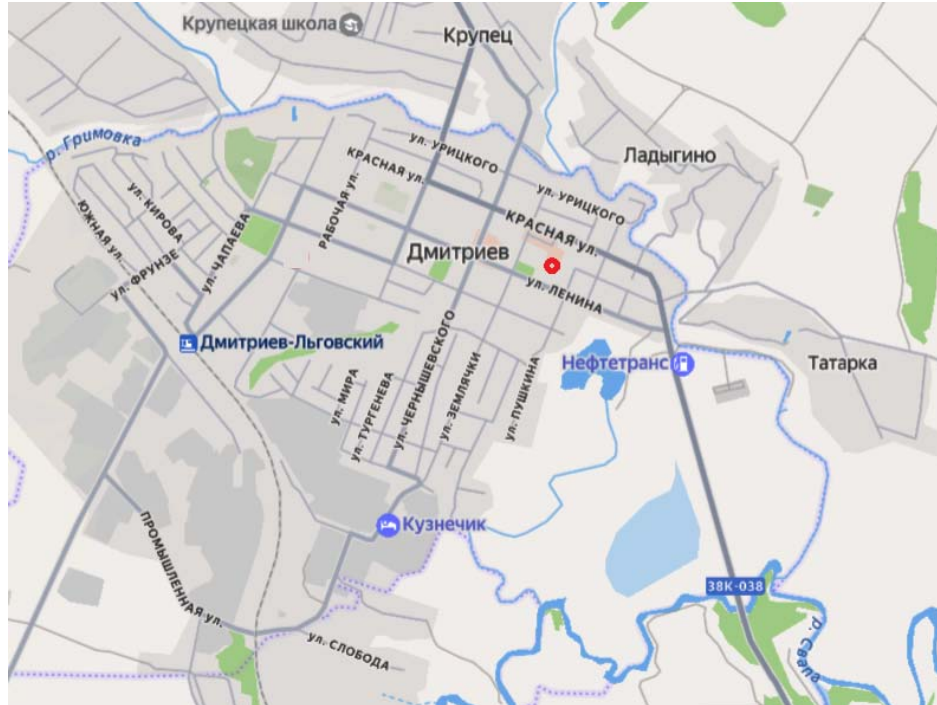 Крупецкая школа
Крупец
р. Гримовка
ул. УРИЦКОГО
КРАСНАЯ ул.
Ладыгино
ул. КИРОВА
РАБОЧАЯ ул.
ул. УРИЦКОГО
ЮЖНАЯ ул.
ул. ЧАПАЕВА
КРАСНАЯ ул.
ул. ФРУНЗЕ
Дмитриев
ул. ЛЕНИНА
Дмитриев-Льговский
Нефтетранс
Татарка
ул. МИРА
ул. ТУРГЕНЕВА
ул. ЧЕРНЫШЕВСКОГО
ул. ЗЕМЛЯЧКИ
ул. ПУШКИНА
Кузнечик
ПРОМЫШЛЕННАЯ ул.
38К-038
ул. СЛОБОДА
р. Свапа